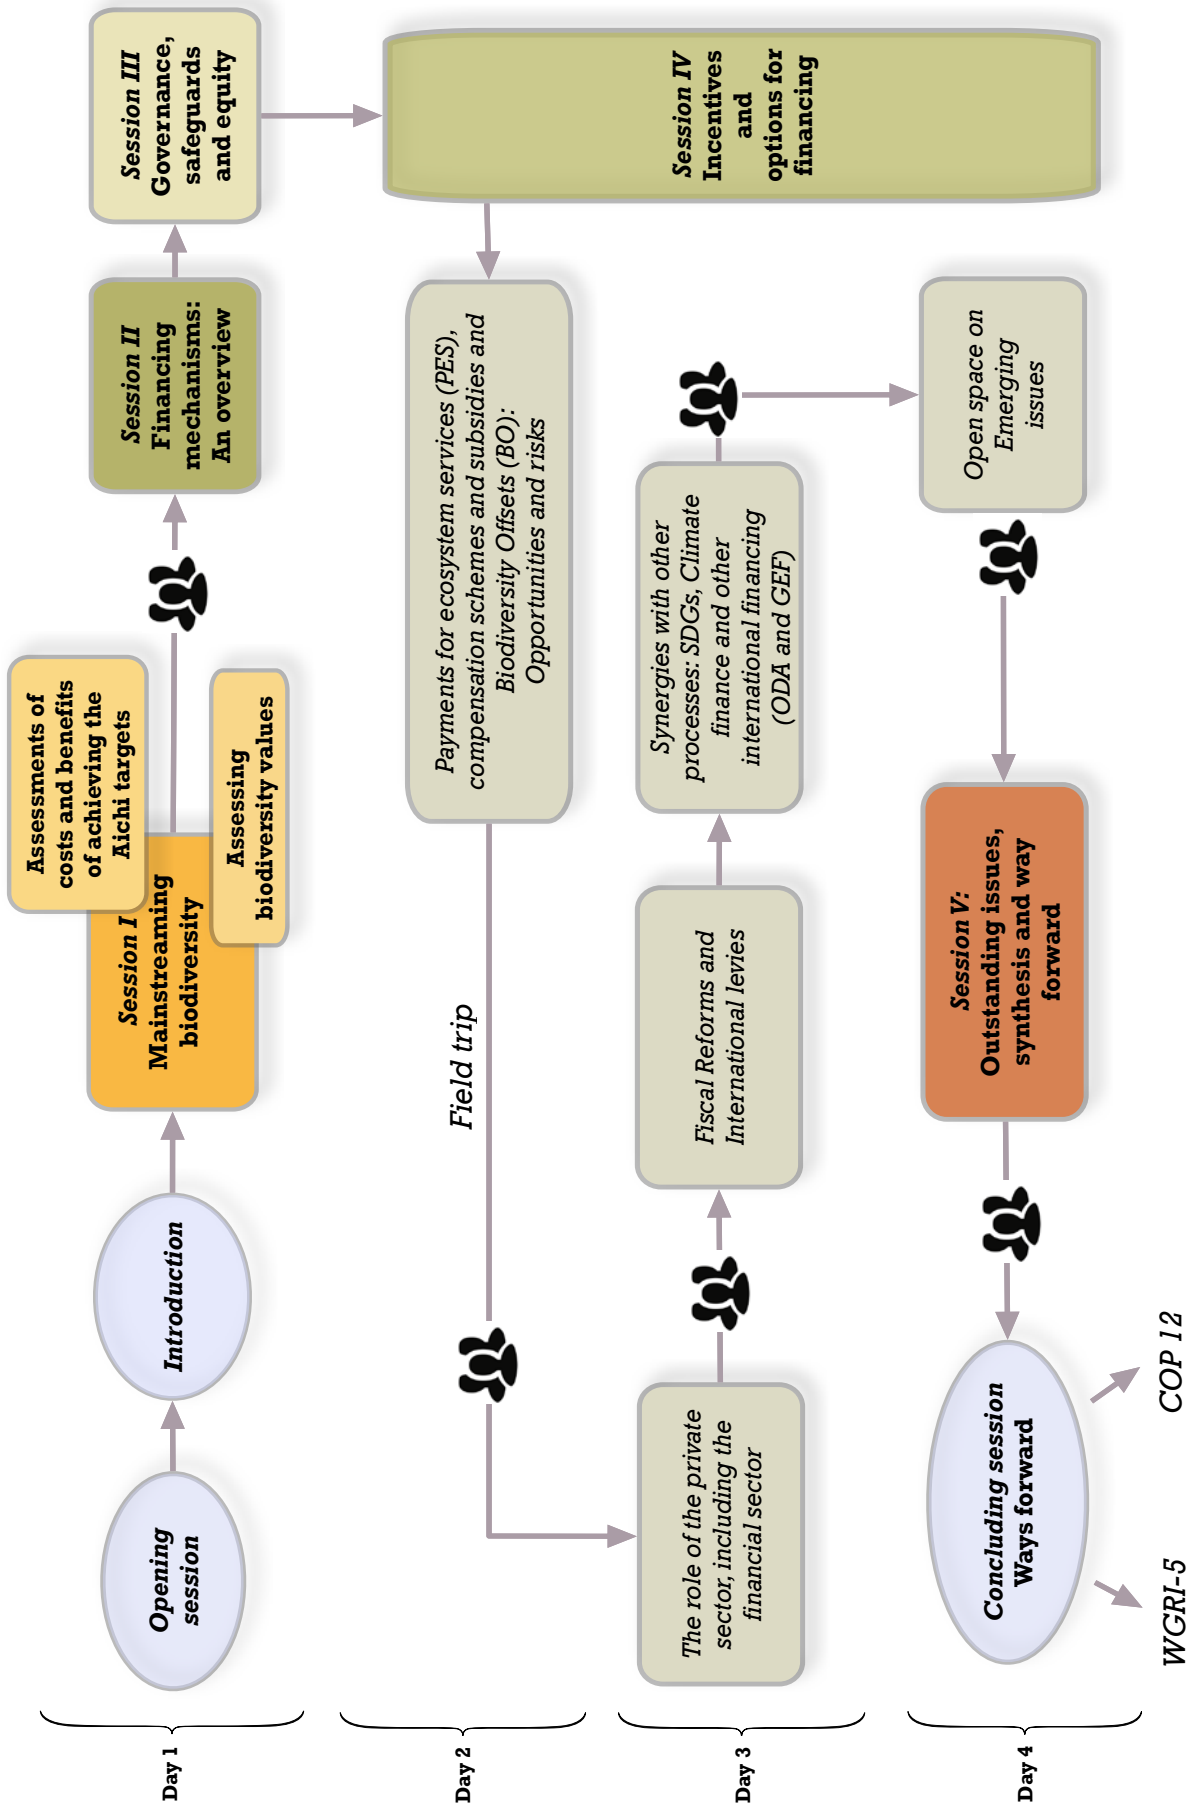 Day 1
Opening
session
Introduction
Session I
Mainstreaming
biodiversity
Assessments of
costs and benefits
of achieving the
Aichi targets
Assessing
biodiversity values
Session II
Financing
mechanisms:
An overview
Session III
Governance,
safeguards
and equity
Session IV
Incentives
and
options for
financing
Day 2
Payments for ecosystem services (PES),
compensation schemes and subsidies and
Biodiversity Offsets (BO):
Opportunities and risks
Field trip
Day 3
The role of the private
sector, including the
financial sector
Fiscal Reforms and
International levies
Synergies with other
processes: SDGs, Climate
finance and other
international financing
(ODA and GEF)
Day 4
Open space on
Emerging
issues
Session V:
Outstanding issues,
synthesis and way
forward
Concluding session
Ways forward
WGRI-5
COP 12